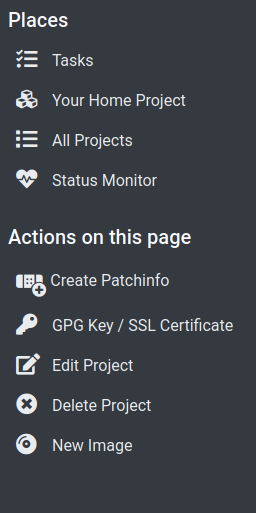 Places
Tasks
Your Home Project
All Projects
Status Monitor
Actions on this page
Create Patchinfo
GPG Key / SSL Certificate
Edit Project
Delete Project
New Image